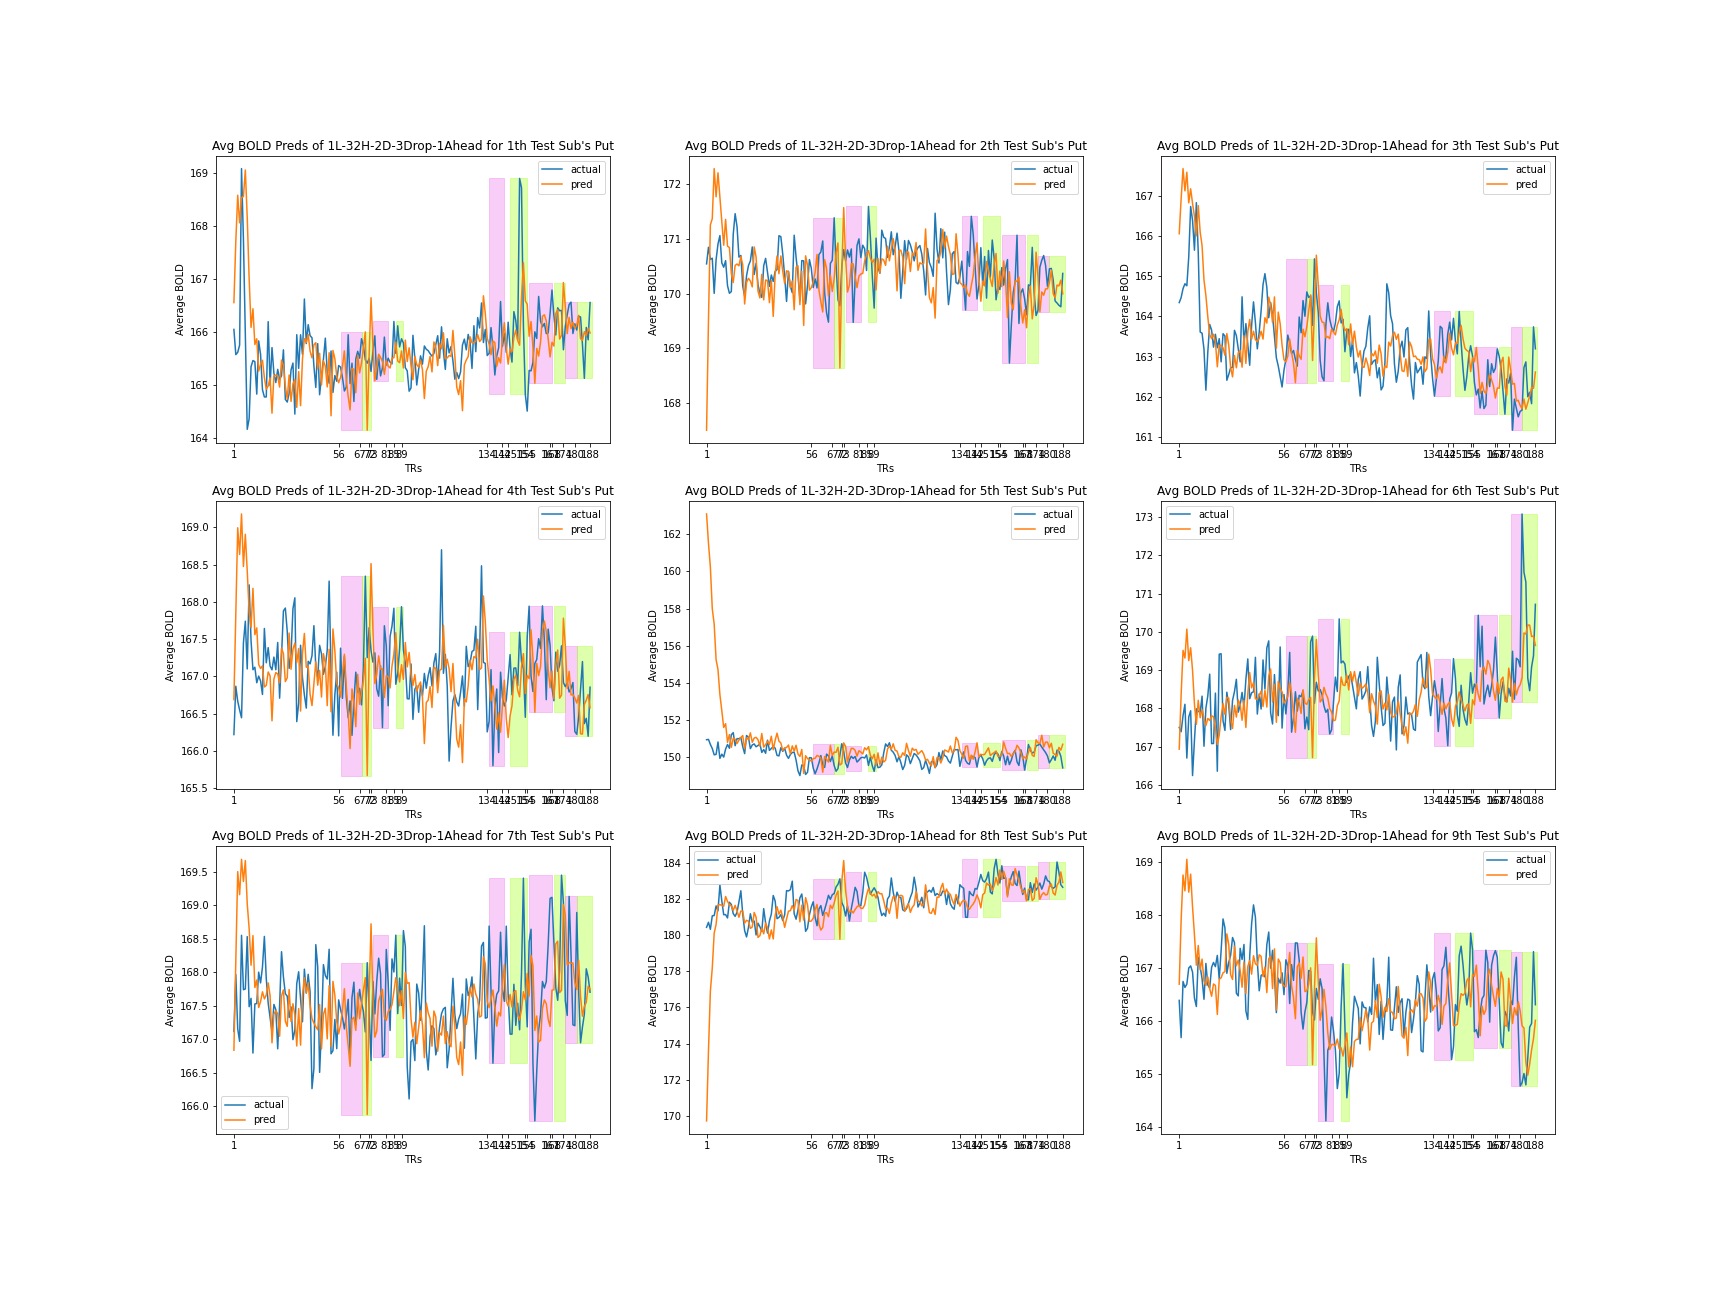 Avg BOLD Preds of 1L-32H-2D-3Drop-1Ahead for 1th Test Sub's Put
Avg BOLD Preds of 1L-32H-2D-3Drop-1Ahead for 2th Test Sub's Put
Avg BOLD Preds of 1L-32H-2D-3Drop-1Ahead for 3th Test Sub's Put
actual
pred
169
168
167
166
165
164
Average BOLD
1
56
134
188
TRs
actual
pred
172
171
170
169
168
Average BOLD
1
56
134
188
TRs
actual
pred
167
166
165
164
163
162
161
Average BOLD
1
56
134
188
TRs
Avg BOLD Preds of 1L-32H-2D-3Drop-1Ahead for 4th Test Sub's Put
Avg BOLD Preds of 1L-32H-2D-3Drop-1Ahead for 5th Test Sub's Put
Avg BOLD Preds of 1L-32H-2D-3Drop-1Ahead for 6th Test Sub's Put
actual
pred
169.0
168.5
168.0
167.5
167.0
166.5
166.0
165.5
Average BOLD
1
56
134
188
TRs
actual
pred
162
160
158
156
154
152
150
Average BOLD
1
56
134
188
TRs
actual
pred
173
172
171
170
169
168
167
166
Average BOLD
1
56
134
188
TRs
Avg BOLD Preds of 1L-32H-2D-3Drop-1Ahead for 7th Test Sub's Put
Avg BOLD Preds of 1L-32H-2D-3Drop-1Ahead for 8th Test Sub's Put
Avg BOLD Preds of 1L-32H-2D-3Drop-1Ahead for 9th Test Sub's Put
169.5
169.0
168.5
168.0
167.5
167.0
166.5
166.0
Average BOLD
actual
pred
1
56
134
188
TRs
actual
pred
184
182
180
178
176
174
172
170
Average BOLD
1
56
134
188
TRs
actual
pred
169
168
167
166
165
164
Average BOLD
1
56
134
188
TRs